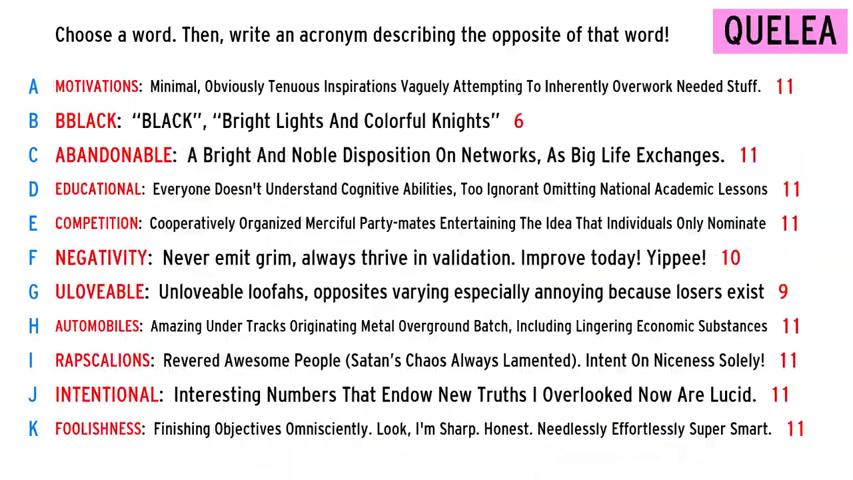 Choose a word. Then, write an acronym describing the opposite of that word!
QUELEA
A MOTIVATIONS: Minimal, Obviously Tenuous Inspirations Vaguely Attempting To Inherently Overwork Needed Stuff. 11
B BBLACK: “BLACK”, “Bright Lights And Colorful Knights” 6
C ABANDONABLE: A Bright And Noble Disposition On Networks, As Big Life Exchanges. 11
D EDUCATIONAL: Everyone Doesn't Understand Cognitive Abilities, Too Ignorant Omitting National Academic Lessons 11
E COMPETITION: Cooperatively Organized Merciful Party-mates Entertaining The Idea That Individuals Only Nominate 11
F NEGATIVITY: Never emit grim, always thrive in validation. Improve today! Yippee! 10
G ULOVEABLE: Unloveable loofahs, opposites varying especially annoying because losers exist 9
H AUTOMOBILES: Amazing Under Tracks Originating Metal Overground Batch, Including Lingering Economic Substances 11
I RAPSCALIONS: Revered Awesome People (Satan's Chaos Always Lamented). Intent On Niceness Solely! 11
J INTENTIONAL: Interesting Numbers That Endow New Truths I Overlooked Now Are Lucid. 11
K FOOLISHNESS: Finishing Objectives Omnisciently. Look, I'm Sharp. Honest. Needlessly Effortlessly Super Smart. 11